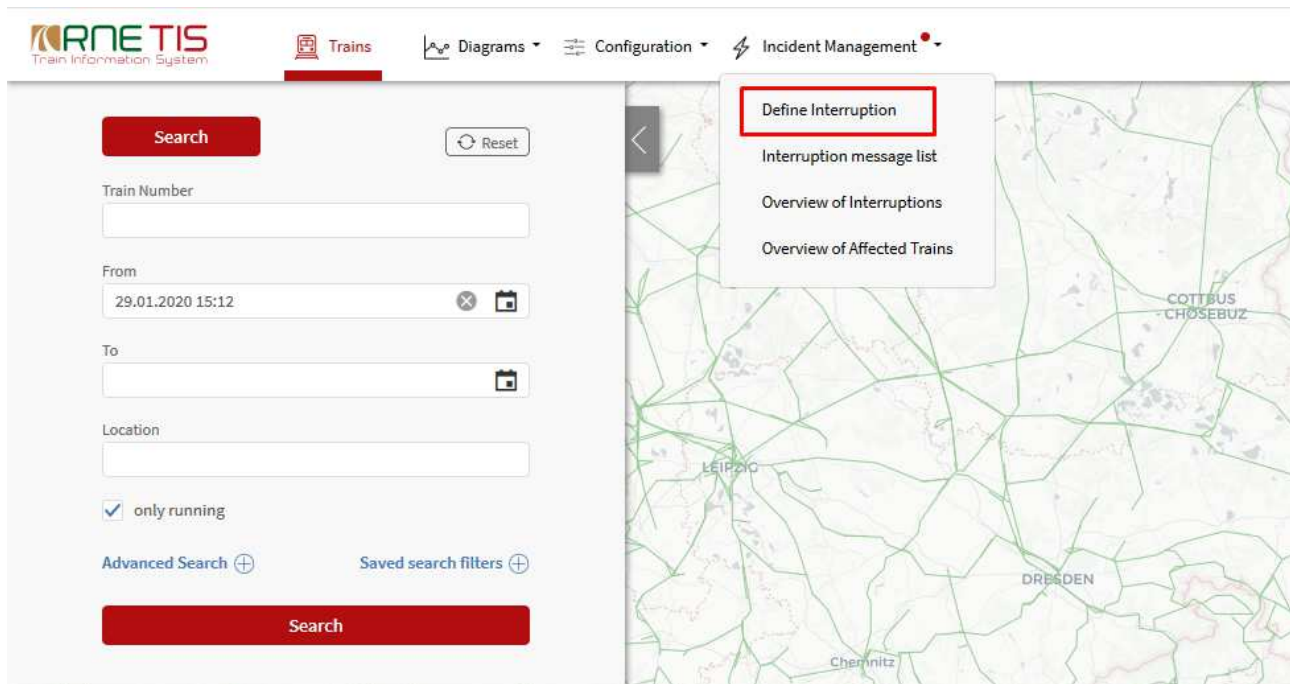 RNE TIS
Train Information System
Trains
Diagrams
Configuration
Incident Management
Define Interruption
Interruption message list
Overview of Interruptions
Overview of Affected Trains
Search
Reset
Train Number
From
29.01.2020 15:12
To
Location
only running
Advanced Search
Saved search filters
Search
COTTBUS
- CHÓSEBUZ
LEIPZIG
DRESDEN
Chemnitz